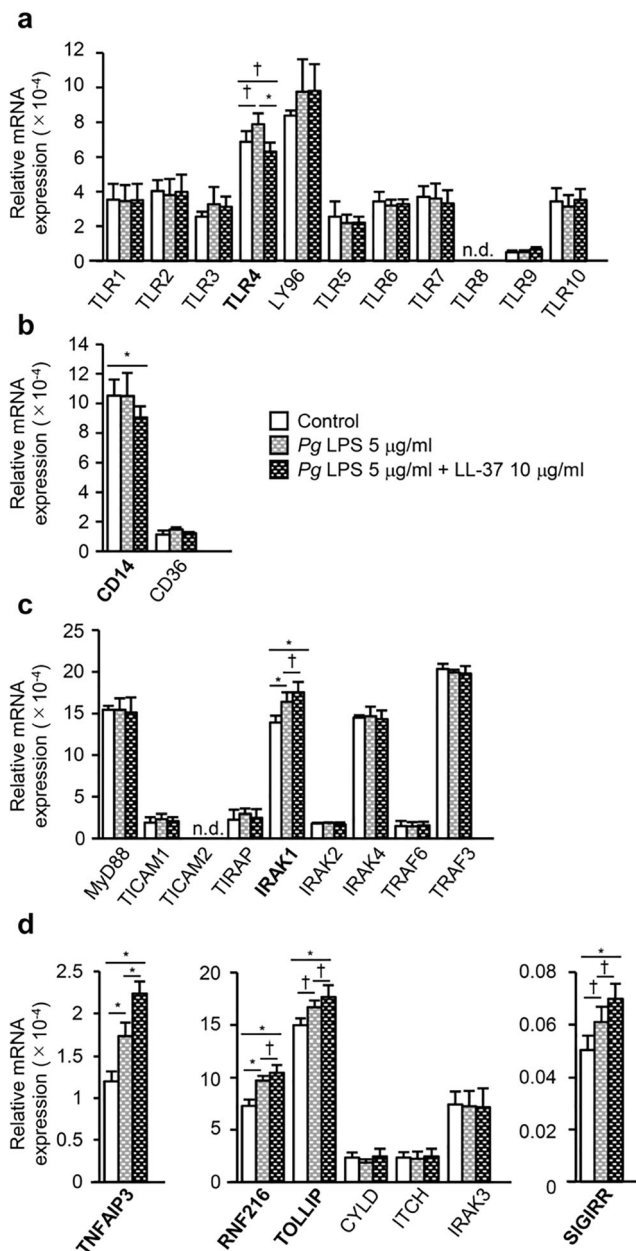 a
Relative mRNA
expression (×10-4)
12
10
8
6
4
2
0
†
† *
n.d.
TLR1
TLR2
TLR3
TLR4
LY96
TLR5
TLR6
TLR7
TLR8
TLR9
TLR10
b
Relative mRNA
expression (×10-4)
14
12
10
8
6
4
2
0
*
CD14
CD36
Control
Pg LPS 5 µg/ml
Pg LPS 5 µg/ml + LL-37 10 µg/ml
c
Relative mRNA
expression (×10-4)
25
20
15
10
5
0
*
†
*
n.d.
MyD88
TICAM1
TICAM2
TIRAP
IRAK1
IRAK2
IRAK4
TRAF6
TRAF3
d
Relative mRNA
expression (×10-4)
2.5
2
1.5
1
0.5
0
*
*
*
TNFAIP3
20
15
10
5
0
*
† †
*
* †
RNF216
TOLLIP
CYLD
ITCH
IRAK3
0.08
0.06
0.04
0.02
0.00
*
†
†
SIGIRR